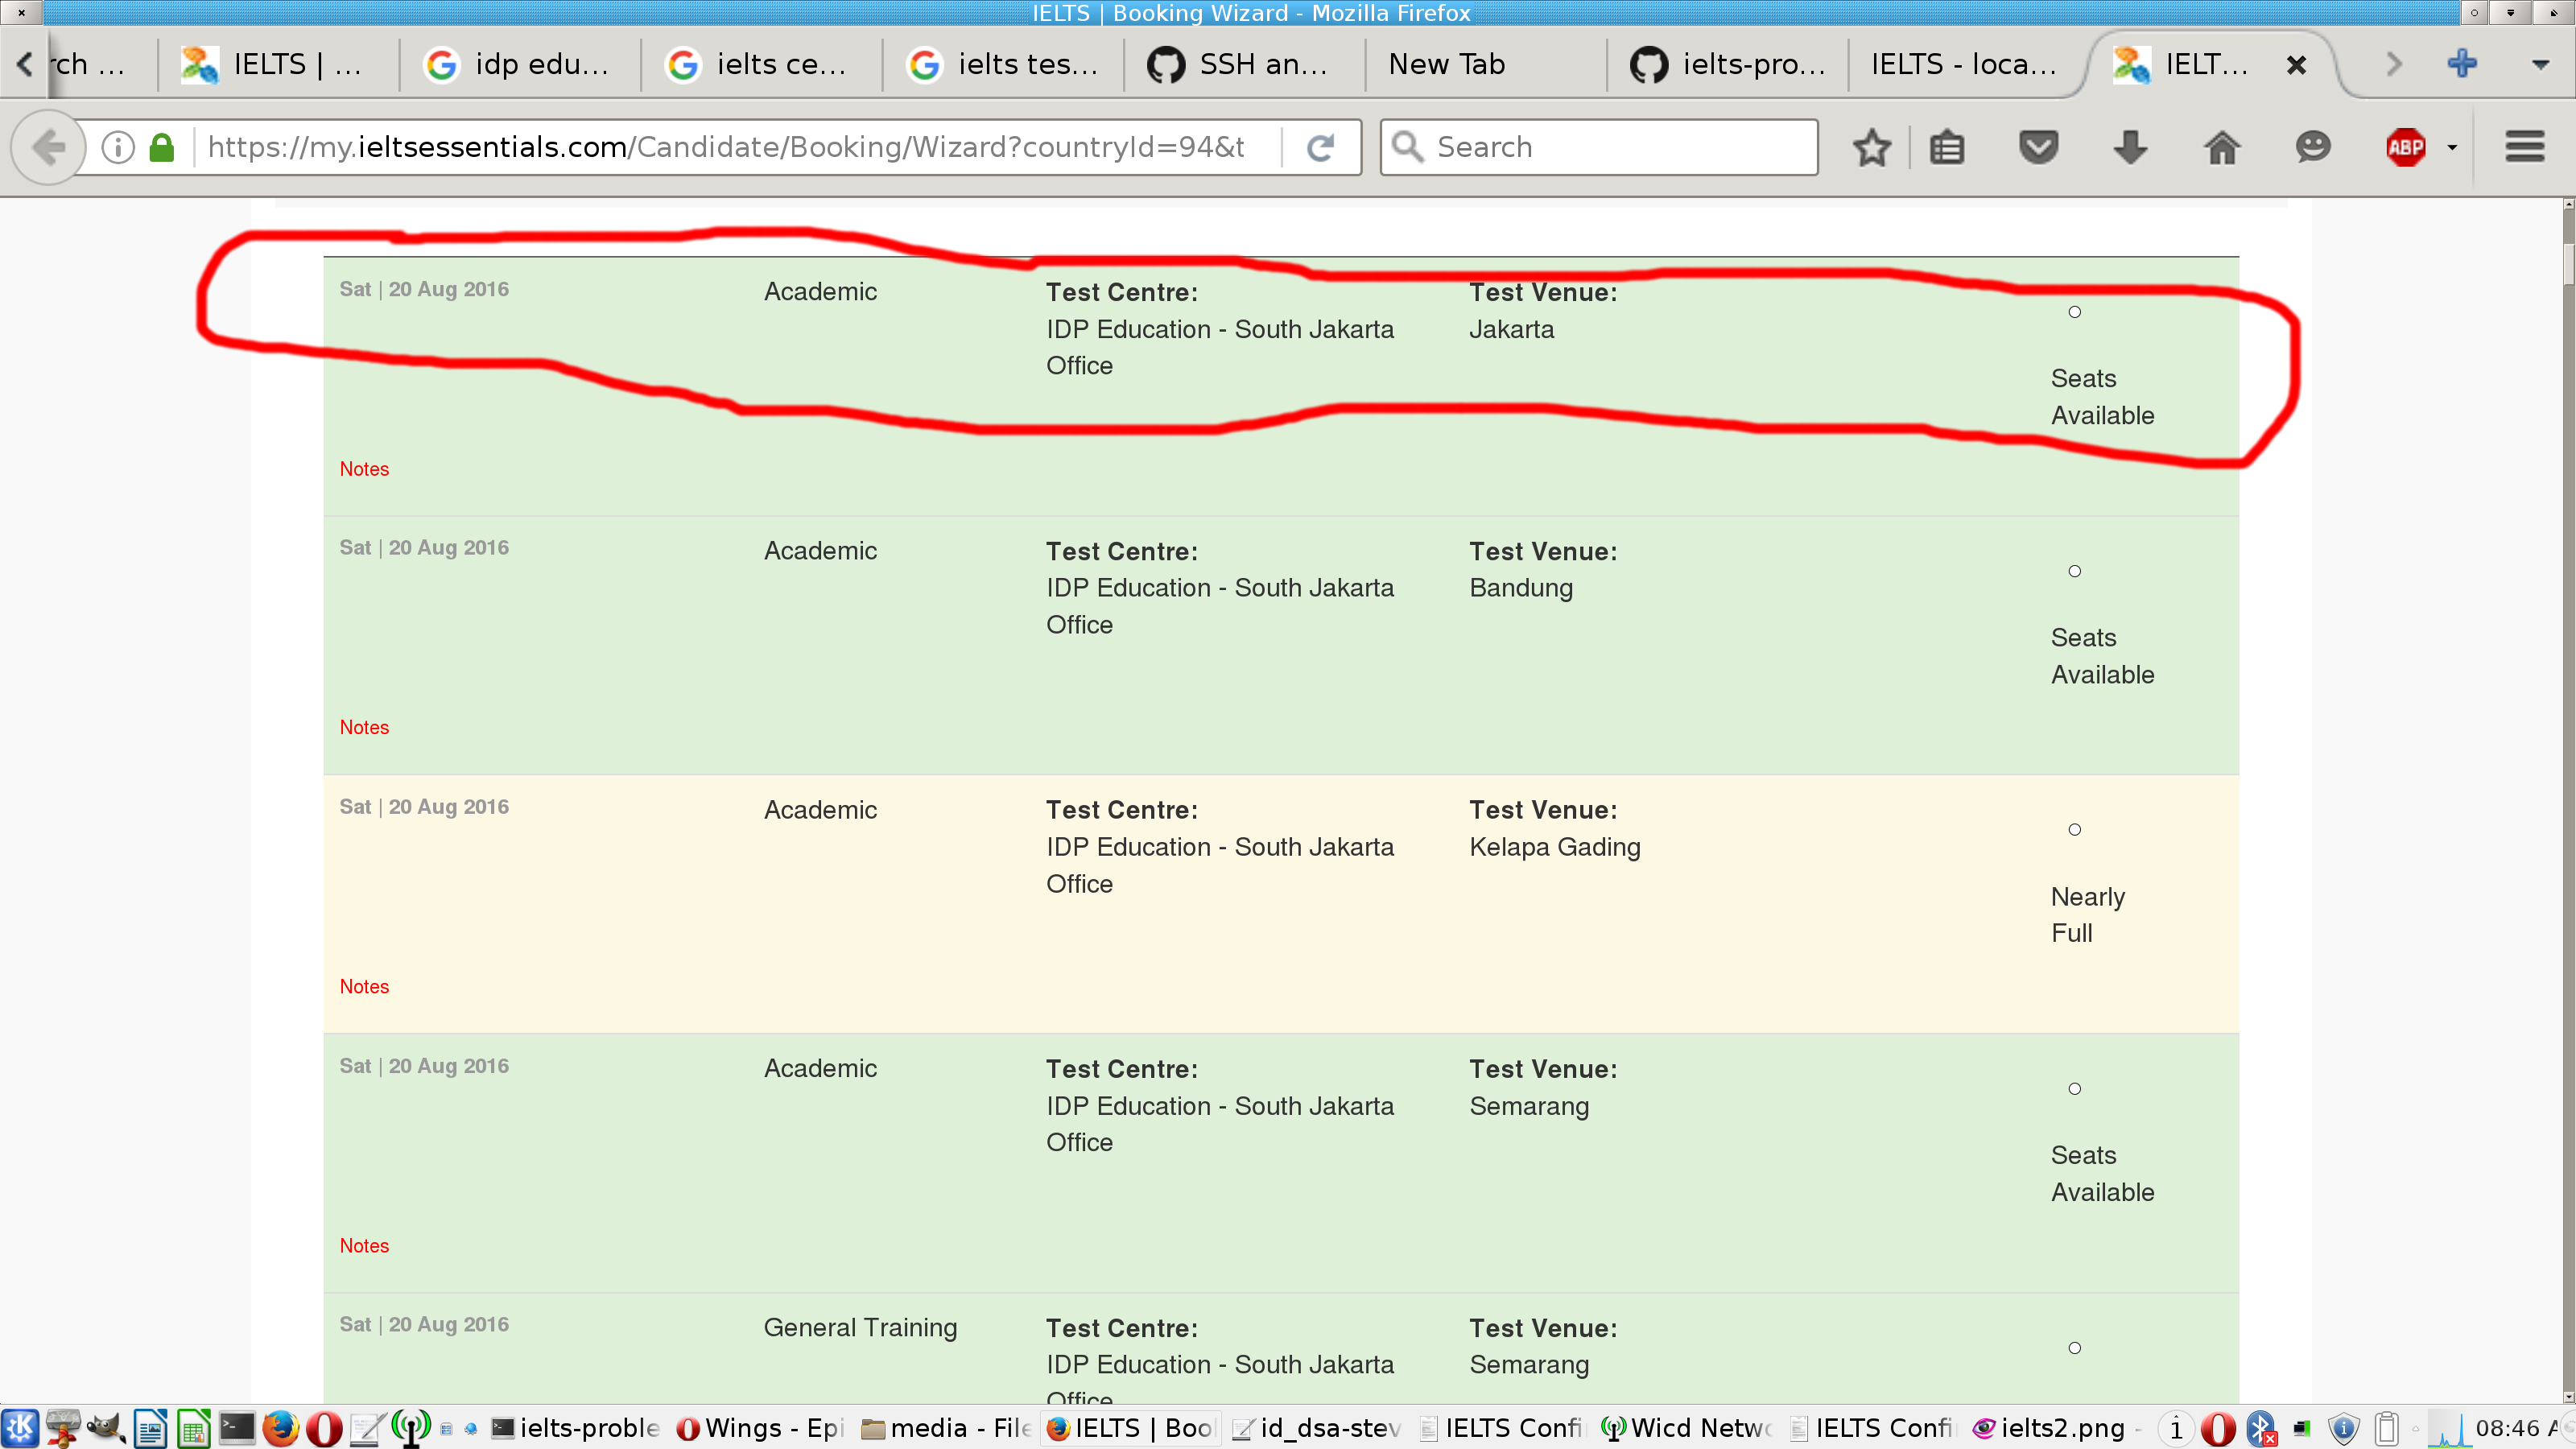 IELTS | Booking Wizard - Mozilla Firefox
rch ... IELTS | ... idp edu... ielts ce... ielts tes... SSH an... New Tab ielts-pro... IELTS - loca... IELT...
https://my.ieltsessentials.com/Candidate/Booking/Wizard?countryId=94&t Search ABP
Sat | 20 Aug 2016 Academic Test Centre: Test Venue:
IDP Education - South Jakarta Jakarta
Office
Seats
Available
Notes
Sat | 20 Aug 2016 Academic Test Centre: Test Venue:
IDP Education - South Jakarta Bandung
Office
Seats
Available
Notes
Sat | 20 Aug 2016 Academic Test Centre: Test Venue:
IDP Education - South Jakarta Kelapa Gading
Office
Nearly
Full
Notes
Sat | 20 Aug 2016 Academic Test Centre: Test Venue:
IDP Education - South Jakarta Semarang
Office
Seats
Available
Notes
Sat | 20 Aug 2016 General Training Test Centre: Test Venue:
IDP Education - South Jakarta Semarang
Office
ielts-proble Wings - Epi media - File IELTS | Boo id_dsa-stev IELTS Confi Wicd Netwo IELTS Confi ielts2.png - 08:46 A